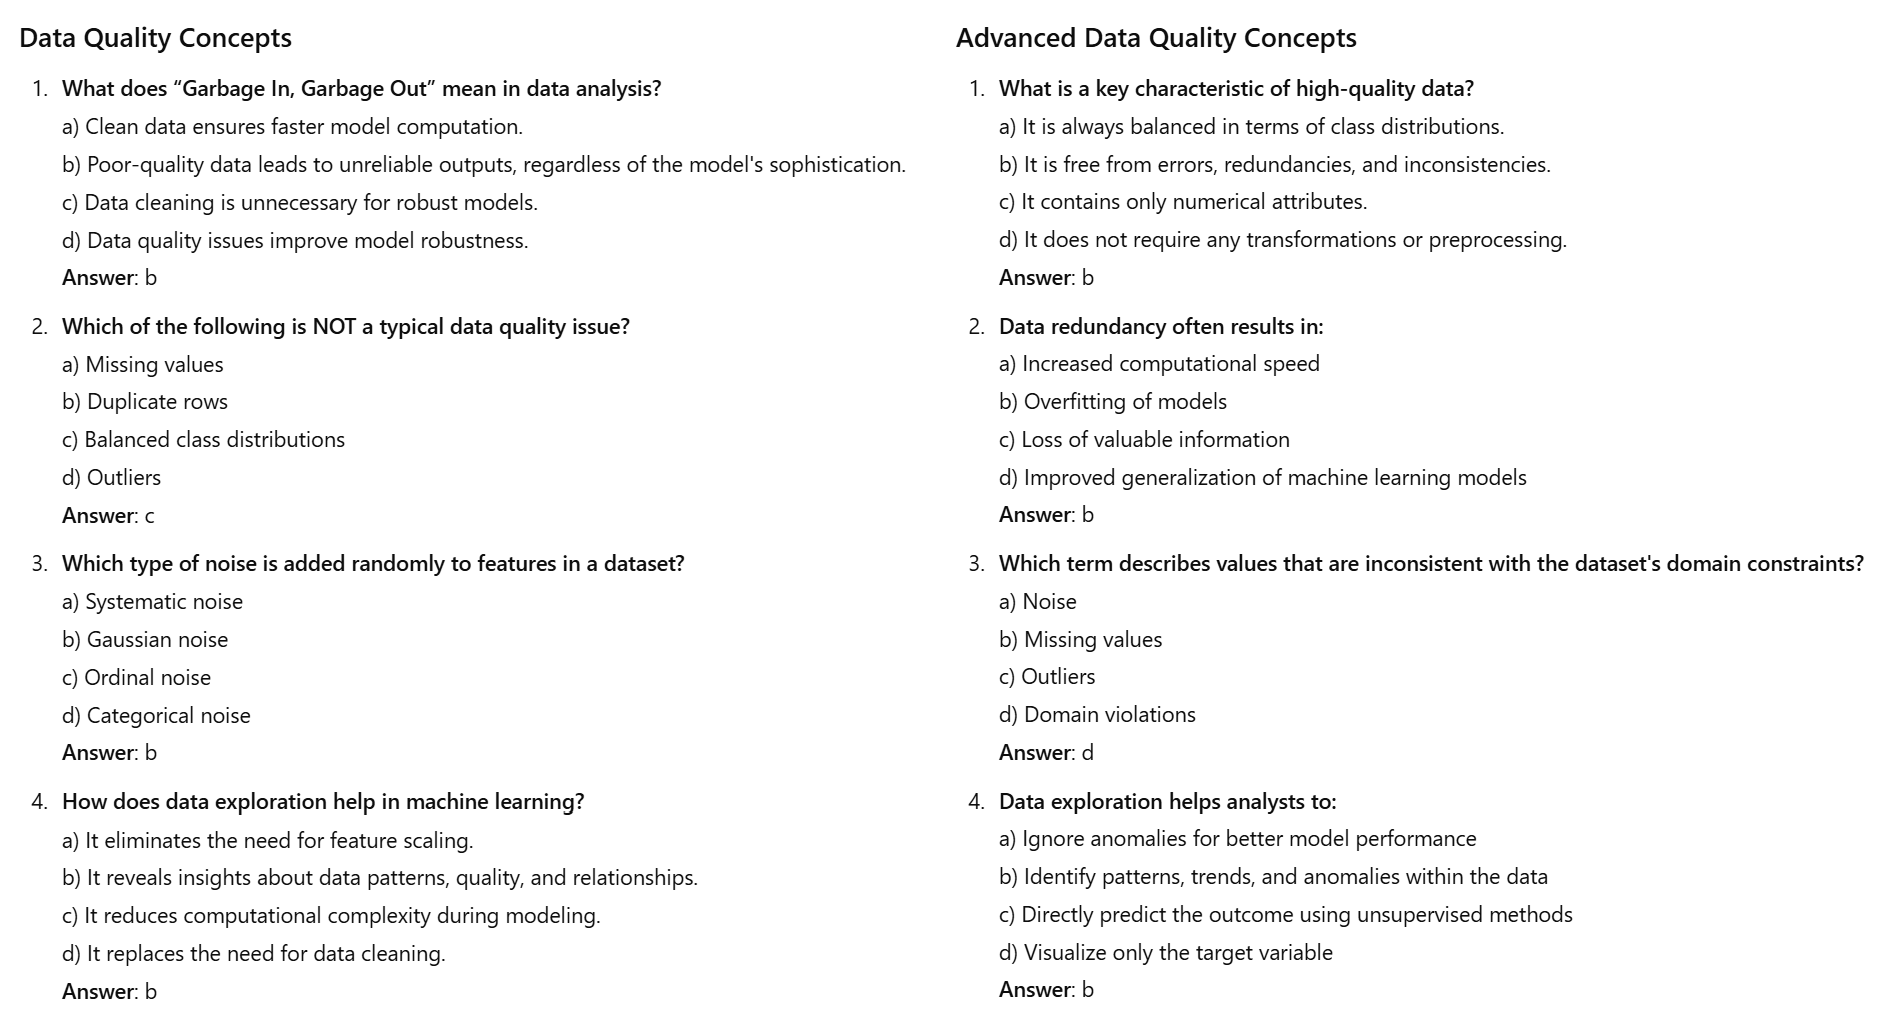 Data Quality Concepts
1. What does “Garbage In, Garbage Out” mean in data analysis?
a) Clean data ensures faster model computation.
b) Poor-quality data leads to unreliable outputs, regardless of the model's sophistication.
c) Data cleaning is unnecessary for robust models.
d) Data quality issues improve model robustness.
Answer: b
2. Which of the following is NOT a typical data quality issue?
a) Missing values
b) Duplicate rows
c) Balanced class distributions
d) Outliers
Answer: c
3. Which type of noise is added randomly to features in a dataset?
a) Systematic noise
b) Gaussian noise
c) Ordinal noise
d) Categorical noise
Answer: b
4. How does data exploration help in machine learning?
a) It eliminates the need for feature scaling.
b) It reveals insights about data patterns, quality, and relationships.
c) It reduces computational complexity during modeling.
d) It replaces the need for data cleaning.
Answer: b
Advanced Data Quality Concepts
1. What is a key characteristic of high-quality data?
a) It is always balanced in terms of class distributions.
b) It is free from errors, redundancies, and inconsistencies.
c) It contains only numerical attributes.
d) It does not require any transformations or preprocessing.
Answer: b
2. Data redundancy often results in:
a) Increased computational speed
b) Overfitting of models
c) Loss of valuable information
d) Improved generalization of machine learning models
Answer: b
3. Which term describes values that are inconsistent with the dataset's domain constraints?
a) Noise
b) Missing values
c) Outliers
d) Domain violations
Answer: d
4. Data exploration helps analysts to:
a) Ignore anomalies for better model performance
b) Identify patterns, trends, and anomalies within the data
c) Directly predict the outcome using unsupervised methods
d) Visualize only the target variable
Answer: b